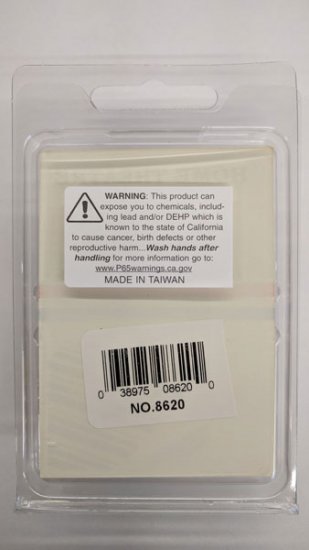 WARNING: This product can
expose you to chemicals, includ-
ing lead and/or DEHP which is
known to the state of California
to cause cancer, birth defects or other
reproductive harm...Wash hands after
handling for more information go to:
www.P65warnings.ca.gov
MADE IN TAIWAN
0 38975 08620 0
NO.8620